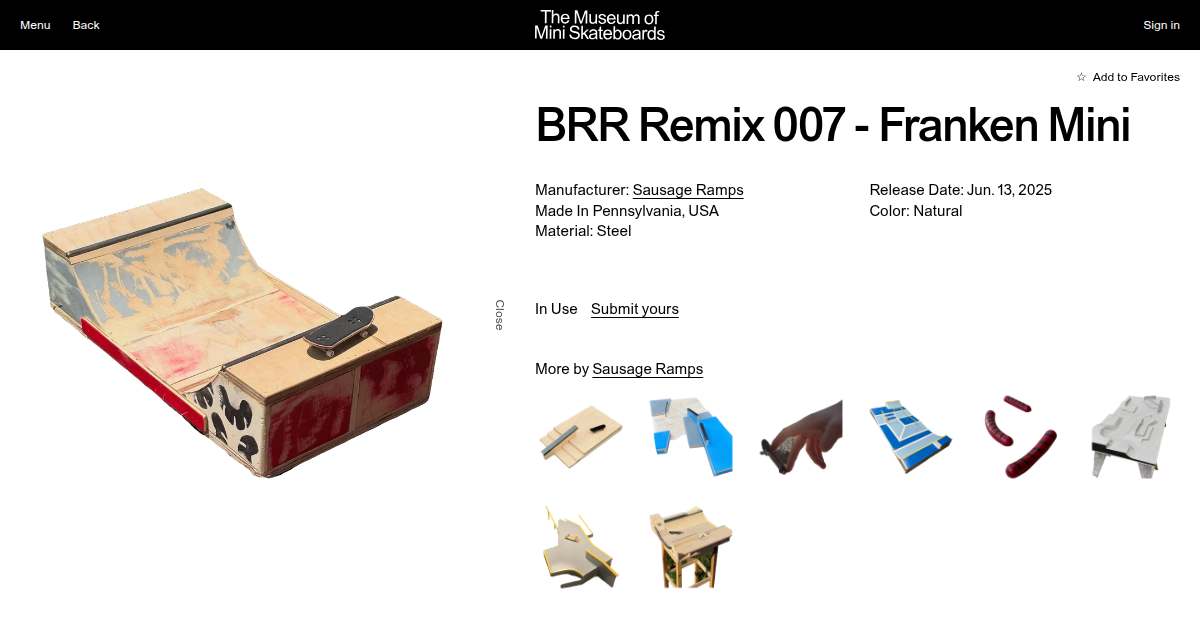 Menu
Back
The Museum of
Mini Skateboards
Sign in
☆ Add to Favorites
BRR Remix 007 - Franken Mini
Manufacturer: Sausage Ramps
Made In Pennsylvania, USA
Material: Steel
Release Date: Jun. 13, 2025
Color: Natural
Close
In Use
Submit yours
More by Sausage Ramps